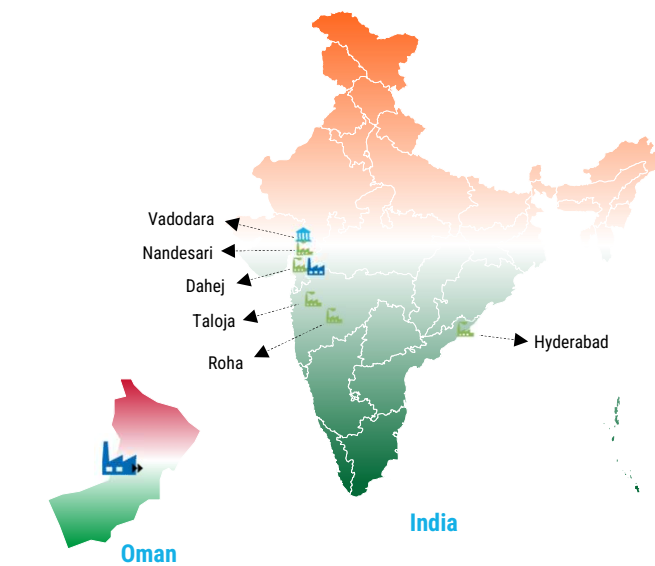 Vadodara
Nandesari
Dahej
Taloja
Roha
Hyderabad
India
Oman